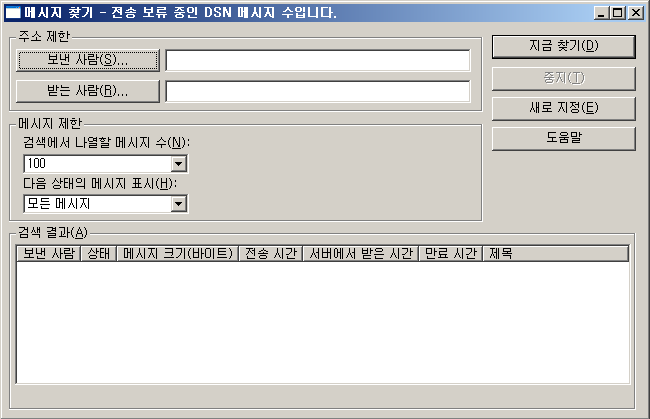 메시지 찾기 - 전송 보류 중인 DSN 메시지 수입니다.
주소 제한
보낸 사람(S)...
받는 사람(R)...
지금 찾기(D)
중지(T)
새로 지정(E)
도움말
메시지 제한
검색에서 나열할 메시지 수(N):
100
다음 상태의 메시지 표시(H):
모든 메시지
검색 결과(A)
보낸 사람 상태 메시지 크기(바이트) 전송 시간 서버에서 받은 시간 만료 시간 제목